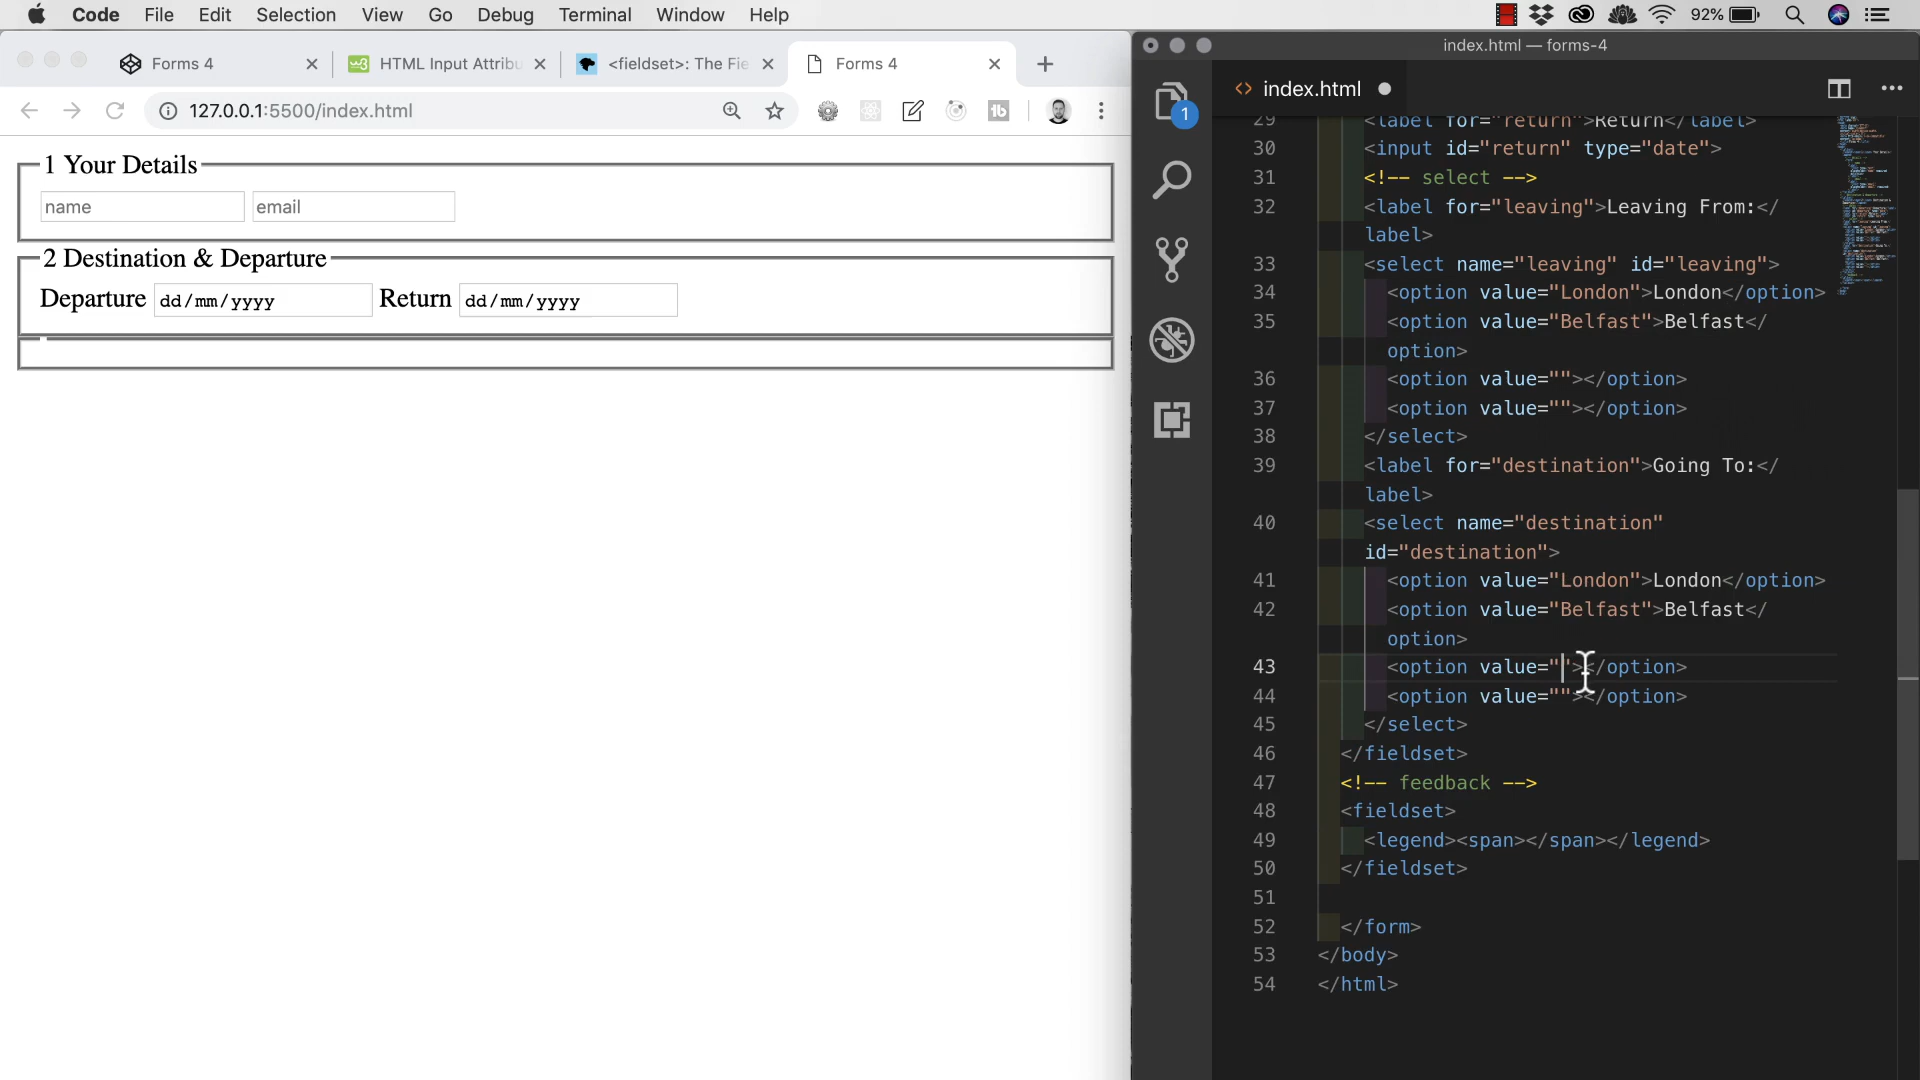 Code File Edit Selection View Go Debug Terminal Window Help 92%
Forms 4
HTML Input Attribu
<fieldset>: The Fie
Forms 4
127.0.0.1:5500/index.html
1 Your Details
name email
2 Destination & Departure
Departure dd/mm/yyyy Return dd/mm/yyyy
index.html — forms-4
1
<> index.html
29 <label for="return">Return</label>
30 <input id="return" type="date">
31 <!-- select -->
32 <label for="leaving">Leaving From:</
label>
33 <select name="leaving" id="leaving">
34 <option value="London">London</option>
35 <option value="Belfast">Belfast</
option>
36 <option value=""></option>
37 <option value=""></option>
38 </select>
39 <label for="destination">Going To:</
label>
40 <select name="destination"
id="destination">
41 <option value="London">London</option>
42 <option value="Belfast">Belfast</
option>
43 <option value=""></option>
44 <option value=""></option>
45 </select>
46 </fieldset>
47 <!-- feedback -->
48 <fieldset>
49 <legend><span></span></legend>
50 </fieldset>
51
52 </form>
53 </body>
54 </html>